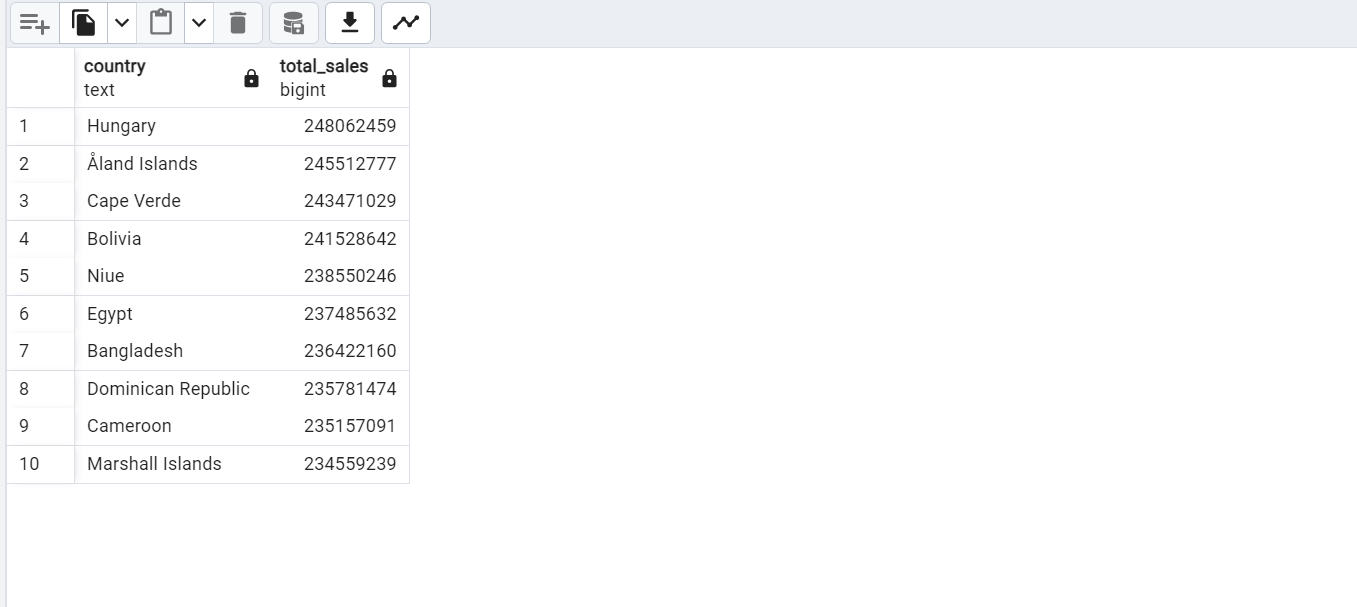 country total_sales
text bigint
1 Hungary 248062459
2 Åland Islands 245512777
3 Cape Verde 243471029
4 Bolivia 241528642
5 Niue 238550246
6 Egypt 237485632
7 Bangladesh 236422160
8 Dominican Republic 235781474
9 Cameroon 235157091
10 Marshall Islands 234559239